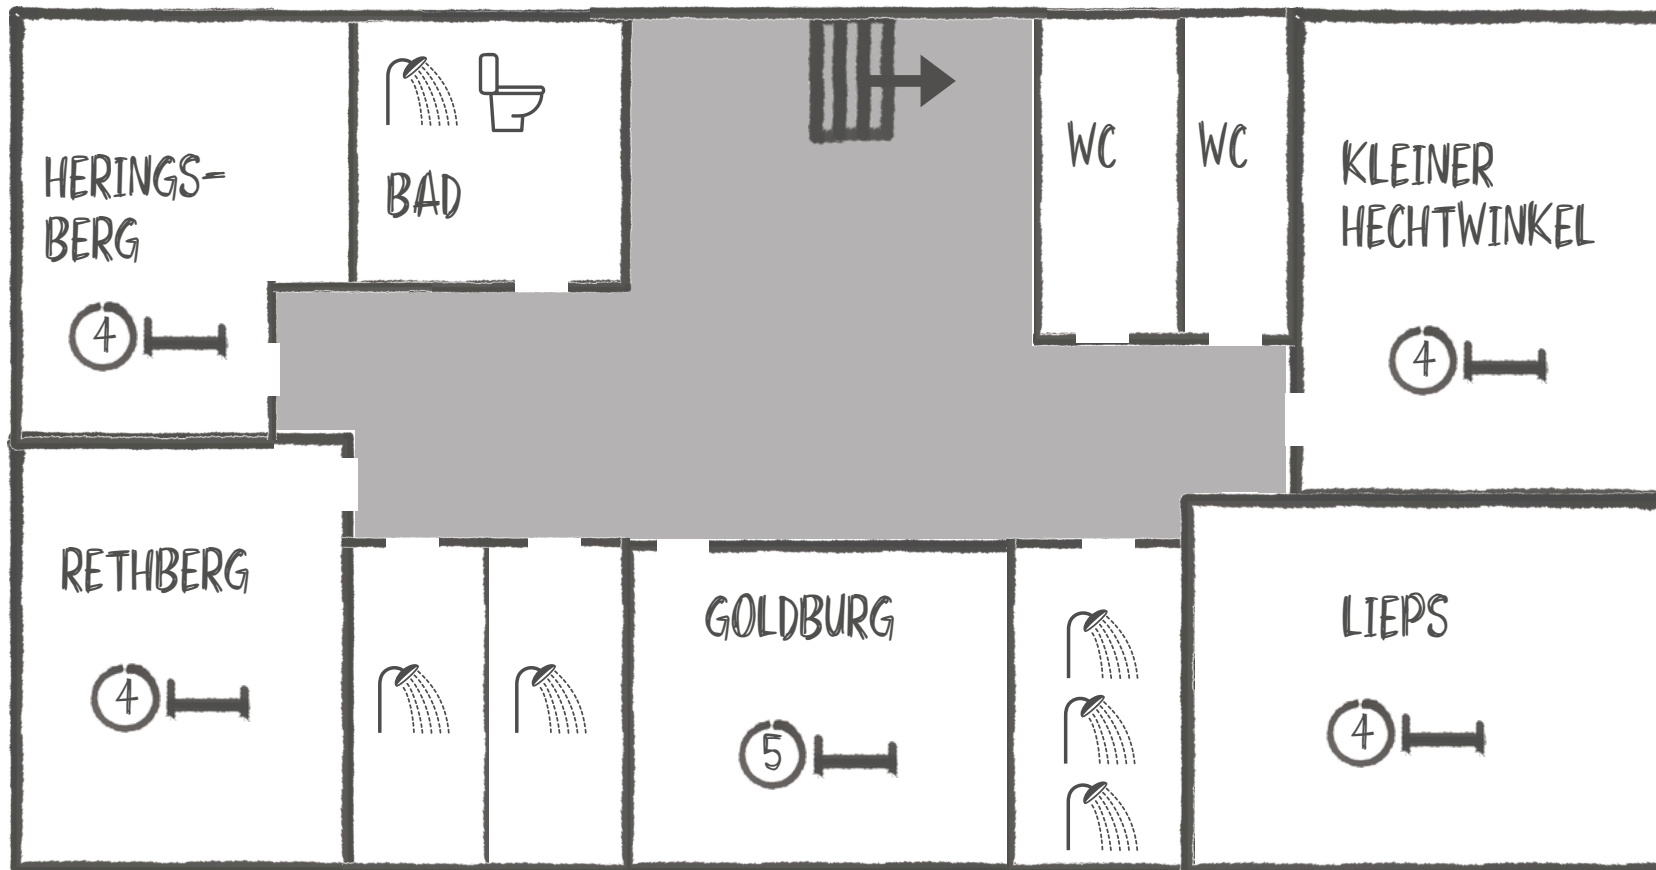 HERINGS-
BERG
4
BAD
WC
WC
KLEINER
HECHTWINKEL
4
RETHBERG
4
GOLDBURG
5
LIEPS
4